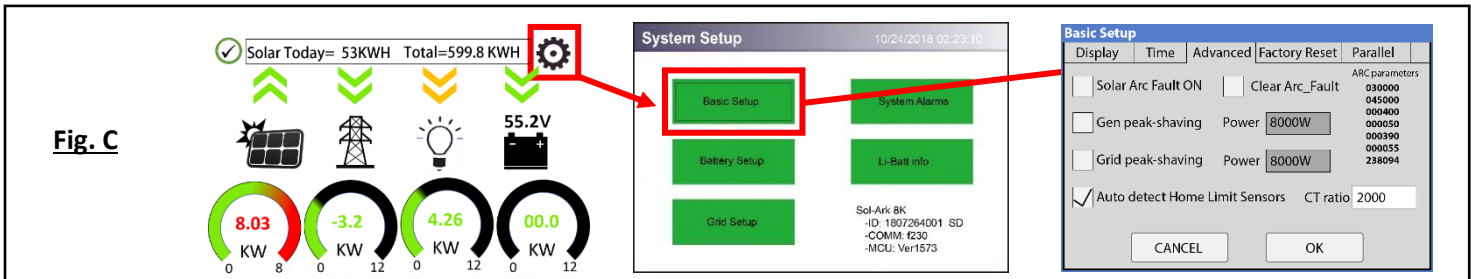 Fig. C
Solar Today= 53KWH Total=599.8 KWH
55.2V
- +
8.03
KW
0 8
-3.2
KW
0 12
4.26
KW
0 12
00.0
KW
0 12
System Setup 10/24/2018 02:23:10
Basic Setup
System Alarms
Battery Setup
Li-Batt info
Grid Setup
Sol-Ark 8K
-ID: 1807264001 SD
-COMM: f230
-MCU: Ver1573
Basic Setup
Display Time Advanced Factory Reset Parallel
Solar Arc Fault ON Clear Arc_Fault
Gen peak-shaving Power 8000W
Grid peak-shaving Power 8000W
Auto detect Home Limit Sensors CT ratio 2000
ARC parameters
030000
045000
000400
000050
000390
000055
238094
CANCEL OK